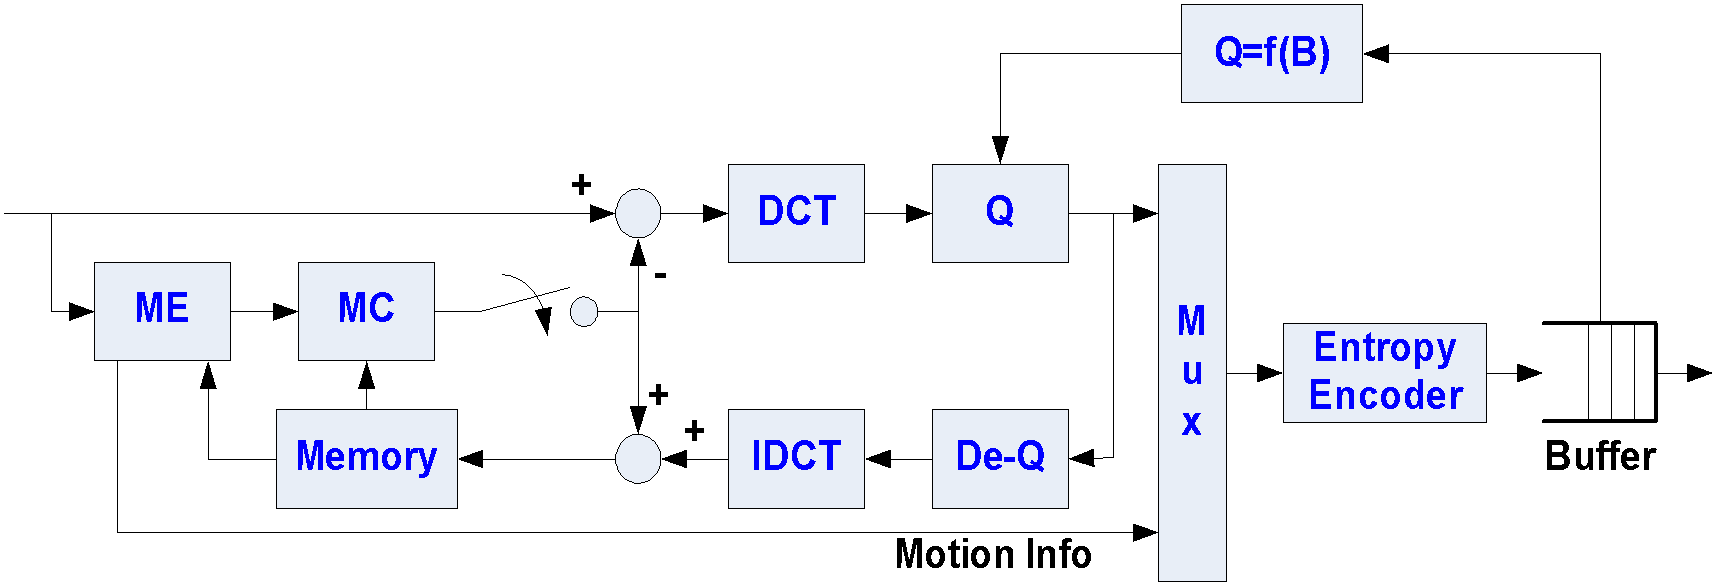 Q=f(B)
+
DCT
Q
-
ME
MC
M
u
x
Entropy
Encoder
+
+
Memory
IDCT
De-Q
Buffer
Motion Info